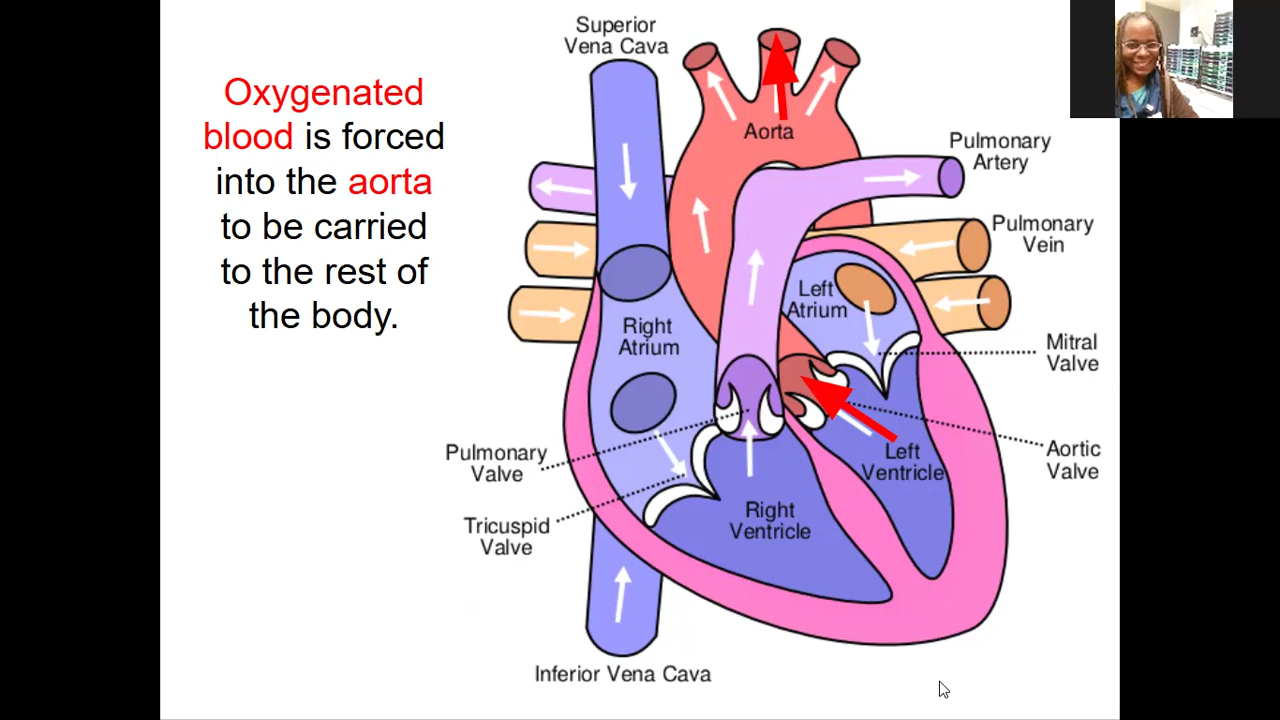 Oxygenated
blood is forced
into the aorta
to be carried
to the rest of
the body.
Superior
Vena Cava
Aorta
Pulmonary
Artery
Pulmonary
Vein
Left
Atrium
Right
Atrium
Mitral
Valve
Pulmonary
Valve
Left
Ventricle
Aortic
Valve
Right
Ventricle
Tricuspid
Valve
Inferior Vena Cava